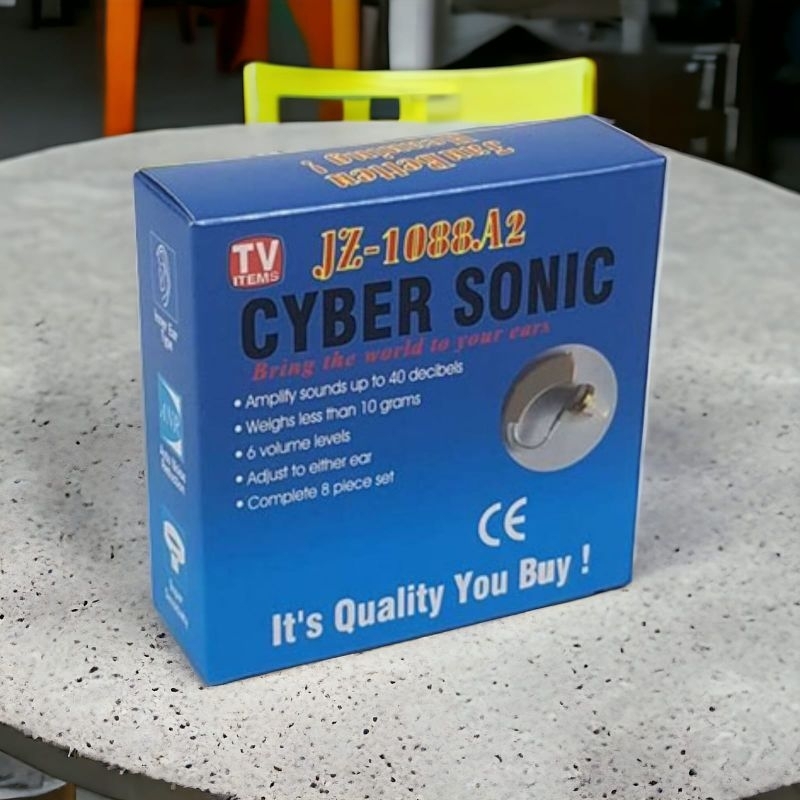 TV
ITEMS
JZ-1088A2
CYBER SONIC
Bring the world to your ears
• Amplify sounds up to 40 decibels
• Weighs less than 10 grams
• 6 volume levels
• Adjust to either ear
• Complete 8 piece set
CE
It's Quality You Buy !